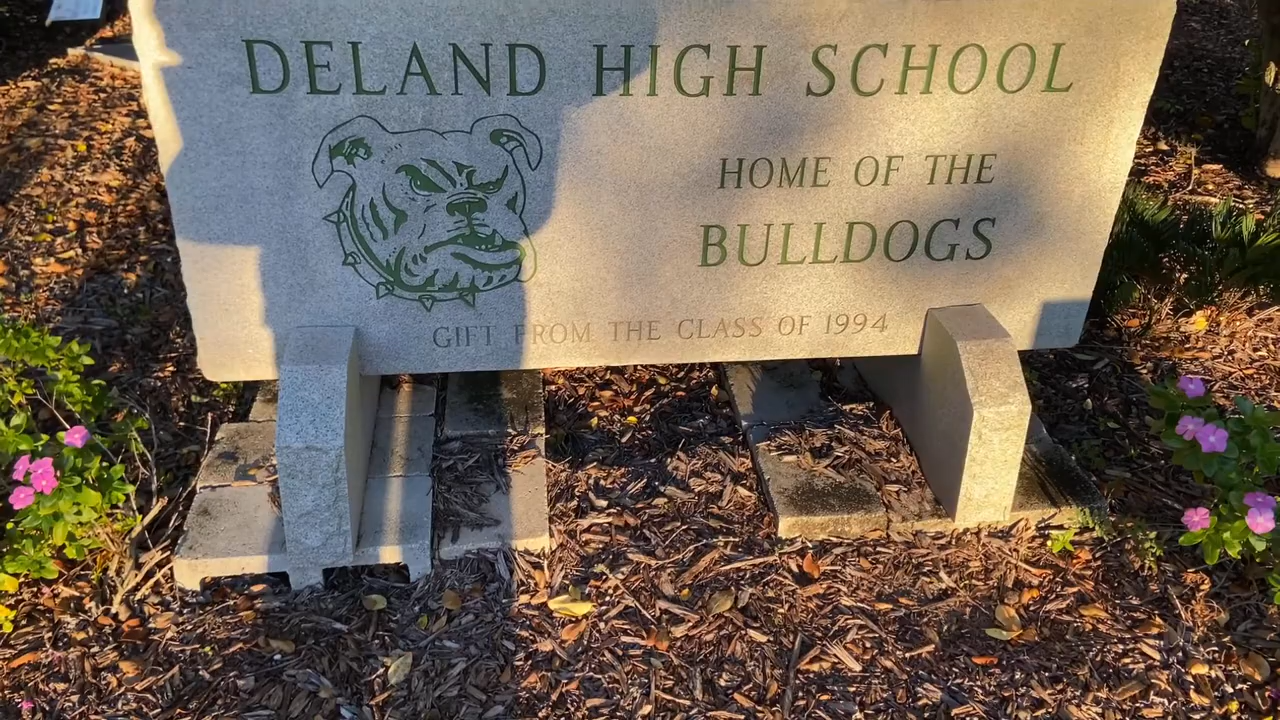 DELAND HIGH SCHOOL
HOME OF THE
BULLDOGS
GIFT FROM THE CLASS OF 1994